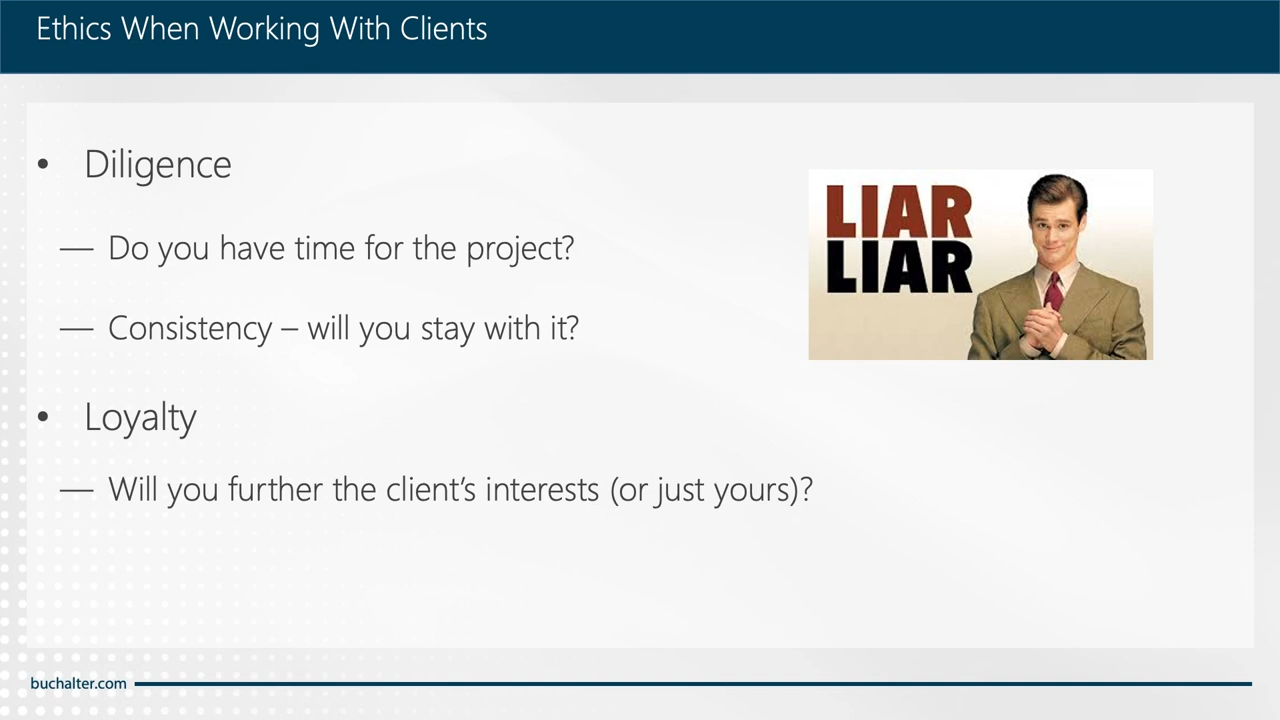 Ethics When Working With Clients
• Diligence
— Do you have time for the project?
— Consistency – will you stay with it?
LIAR
LIAR
• Loyalty
— Will you further the client’s interests (or just yours)?
buchalter.com